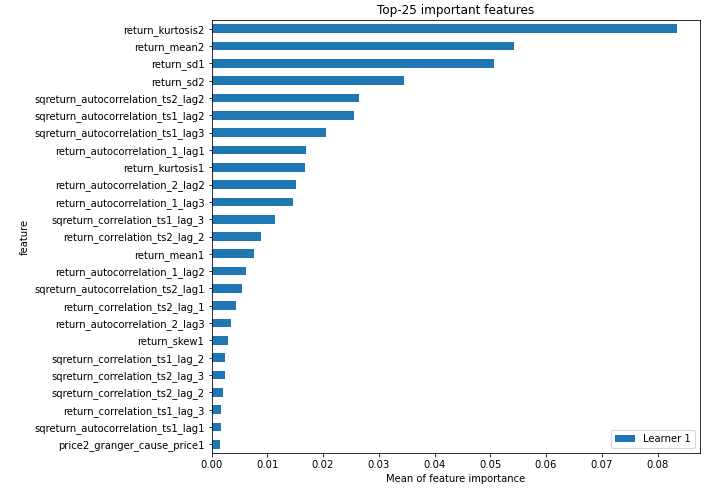 Top-25 important features
return_kurtosis2
return_mean2
return_sd1
return_sd2
sqreturn_autocorrelation_ts2_lag2
sqreturn_autocorrelation_ts1_lag2
sqreturn_autocorrelation_ts1_lag3
return_autocorrelation_1_lag1
return_kurtosis1
return_autocorrelation_2_lag2
return_autocorrelation_1_lag3
sqreturn_correlation_ts1_lag_3
return_correlation_ts2_lag_2
return_mean1
return_autocorrelation_1_lag2
sqreturn_autocorrelation_ts2_lag1
return_correlation_ts2_lag_1
return_autocorrelation_2_lag3
return_skew1
sqreturn_correlation_ts1_lag_2
sqreturn_correlation_ts2_lag_3
sqreturn_correlation_ts2_lag_2
return_correlation_ts1_lag_3
sqreturn_autocorrelation_ts1_lag1
price2_granger_cause_price1
feature
Learner 1
0.00 0.01 0.02 0.03 0.04 0.05 0.06 0.07 0.08
Mean of feature importance